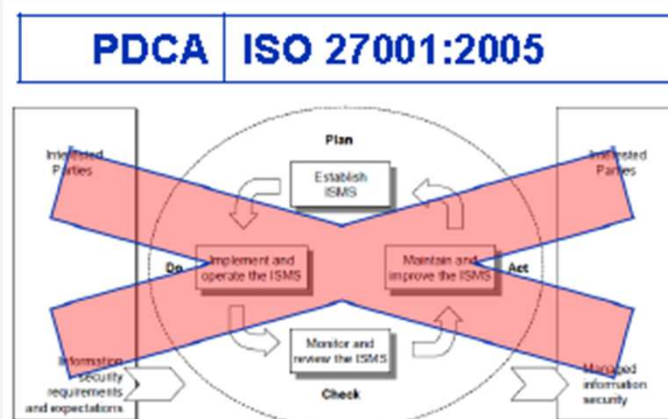 PDCA ISO 27001:2005
Interested
Parties
Plan
Establish
ISMS
Interested
Parties
Do
Implement and
operate the ISMS
Maintain and
improve the ISMS
Act
Monitor and
review the ISMS
Check
Information
security
requirements
and expectations
Managed
information
security